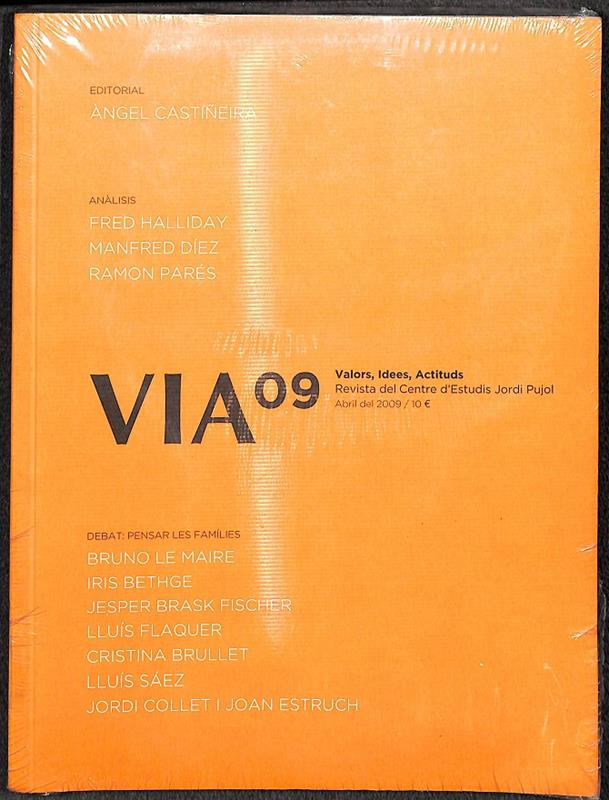 EDITORIAL
ÀNGEL CASTIÑEIRA
ANÀLISIS
FRED HALLIDAY
MANFRED DÍEZ
RAMON PARÉS
VIA09
Valors, Idees, Actituds
Revista del Centre d'Estudis Jordi Pujol
Abril del 2009 / 10 €
DEBAT: PENSAR LES FAMÍLIES
BRUNO LE MAIRE
IRIS BETHGE
JESPER BRASK FISCHER
LLUÍS FLAQUER
CRISTINA BRULLET
LLUÍS SÁEZ
JORDI COLLET I JOAN ESTRUCH